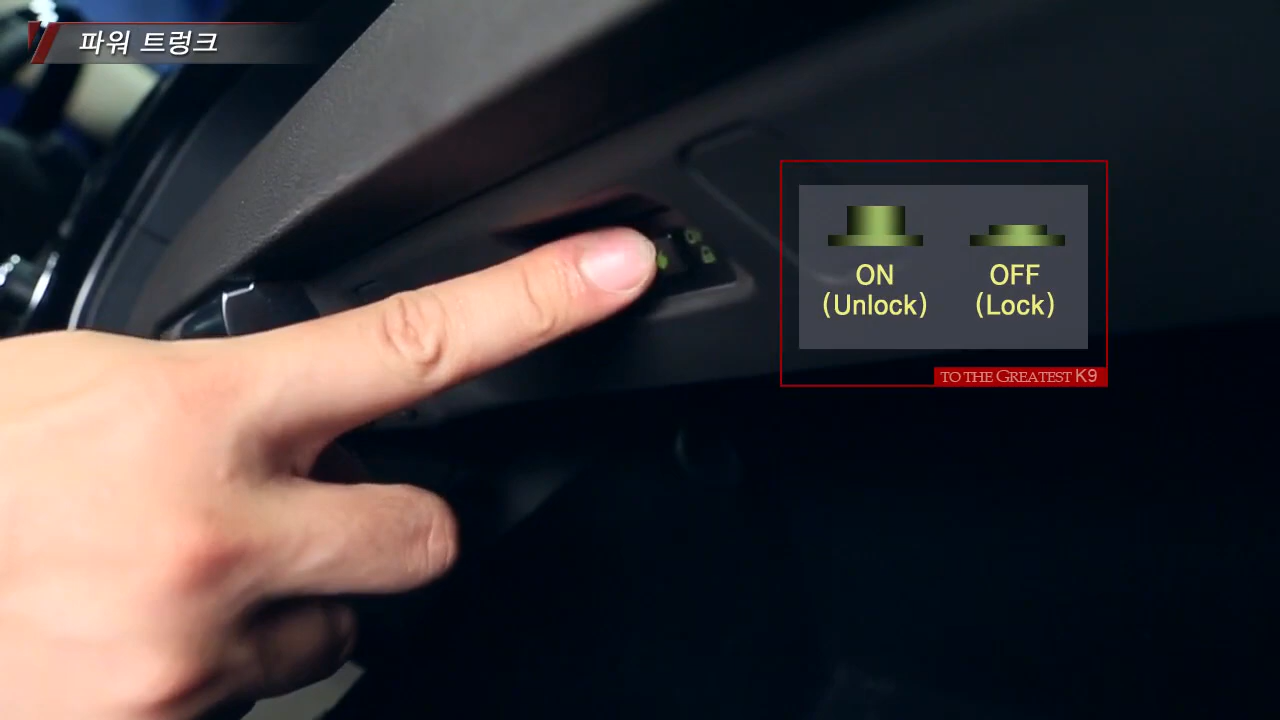 파워 트렁크
ON
(Unlock)
OFF
(Lock)
TO THE GREATEST K9